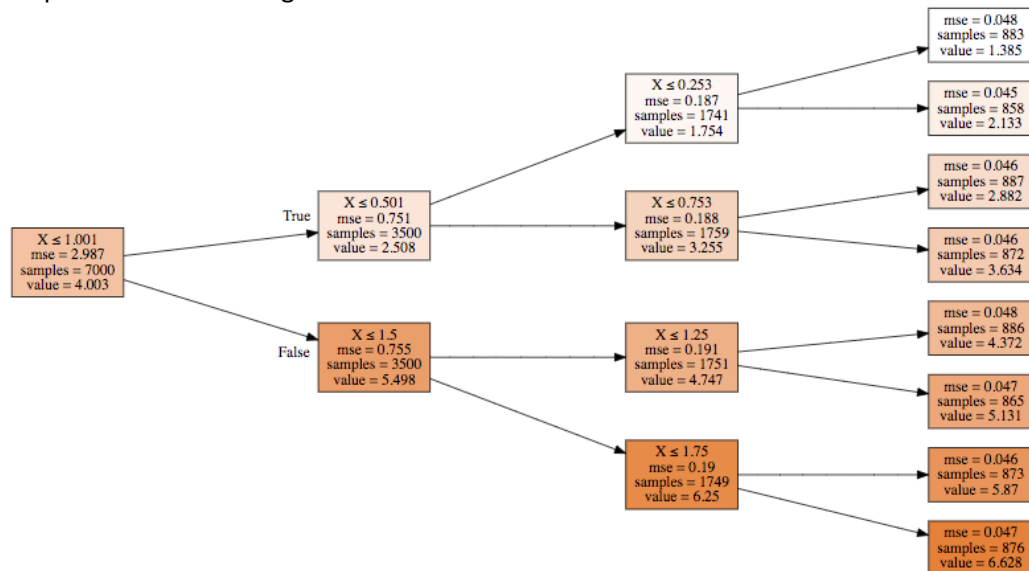 X ≤ 1.001
mse = 2.987
samples = 7000
value = 4.003
True
False
X ≤ 0.501
mse = 0.751
samples = 3500
value = 2.508
X ≤ 1.5
mse = 0.755
samples = 3500
value = 5.498
X ≤ 0.253
mse = 0.187
samples = 1741
value = 1.754
X ≤ 0.753
mse = 0.188
samples = 1759
value = 3.255
X ≤ 1.25
mse = 0.191
samples = 1751
value = 4.747
X ≤ 1.75
mse = 0.19
samples = 1749
value = 6.25
mse = 0.048
samples = 883
value = 1.385
mse = 0.045
samples = 858
value = 2.133
mse = 0.046
samples = 887
value = 2.882
mse = 0.046
samples = 872
value = 3.634
mse = 0.048
samples = 886
value = 4.372
mse = 0.047
samples = 865
value = 5.131
mse = 0.046
samples = 873
value = 5.87
mse = 0.047
samples = 876
value = 6.628